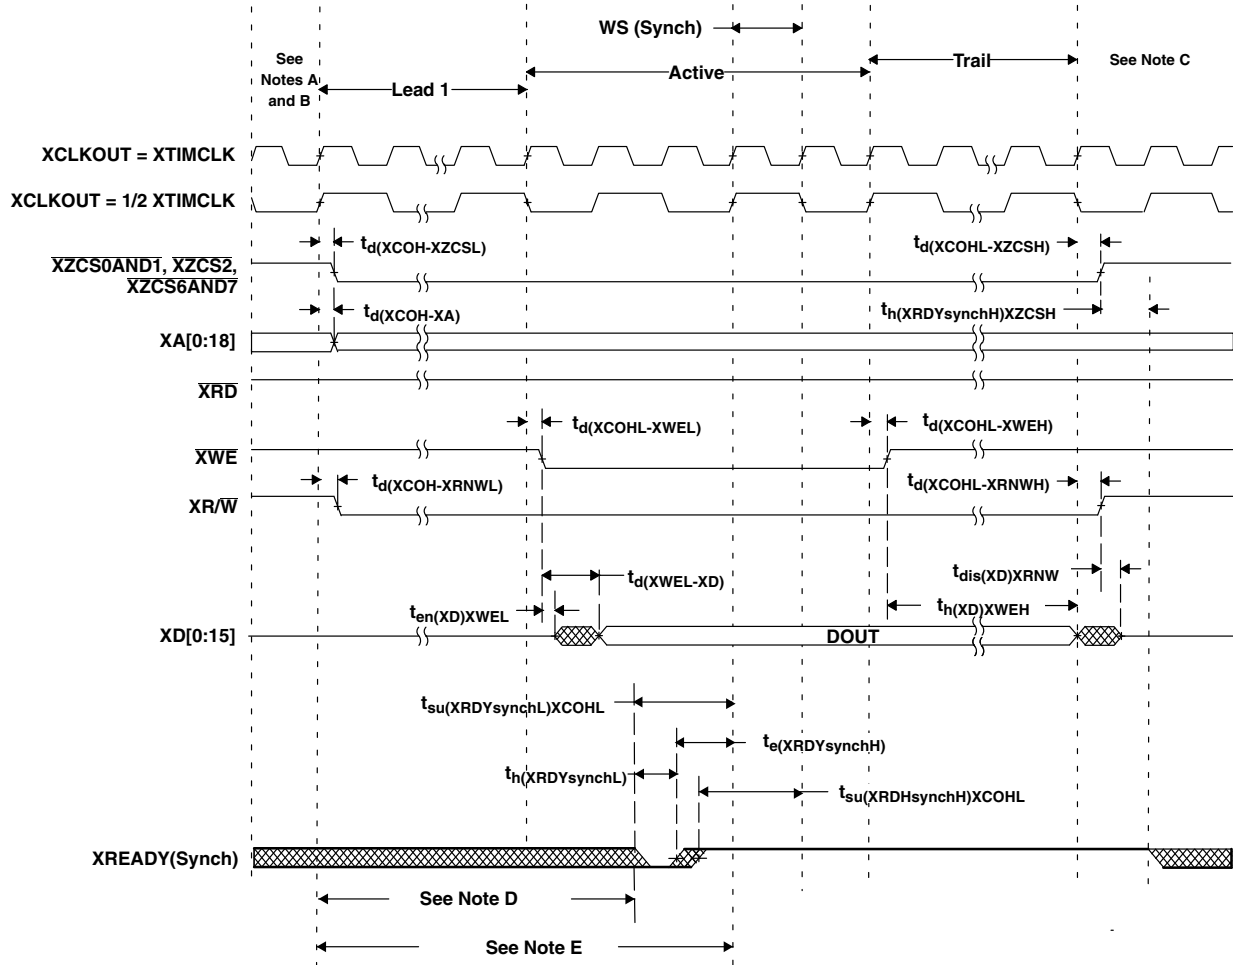 WS (Synch)
See
Notes A
and B
Lead 1
Active
Trail
See Note C
XCLKOUT = XTIMCLK
XCLKOUT = 1/2 XTIMCLK
td(XCOH-XZCSL)
td(XCOHL-XZCSH)
XZCS0AND1, XZCS2,
XZCS6AND7
td(XCOH-XA)
th(XRDYsynchH)XZCSH
XA[0:18]
XRD
td(XCOHL-XWEL)
td(XCOHL-XWEH)
XWE
td(XCOH-XRNWL)
td(XCOHL-XRNWH)
XR/W
td(XWEL-XD)
tdis(XD)XRNW
ten(XD)XWEL
th(XD)XWEH
XD[0:15]
DOUT
tsu(XRDYsynchL)XCOHL
te(XRDYsynchH)
th(XRDYsynchL)
tsu(XRDHsynchH)XCOHL
XREADY(Synch)
See Note D
See Note E